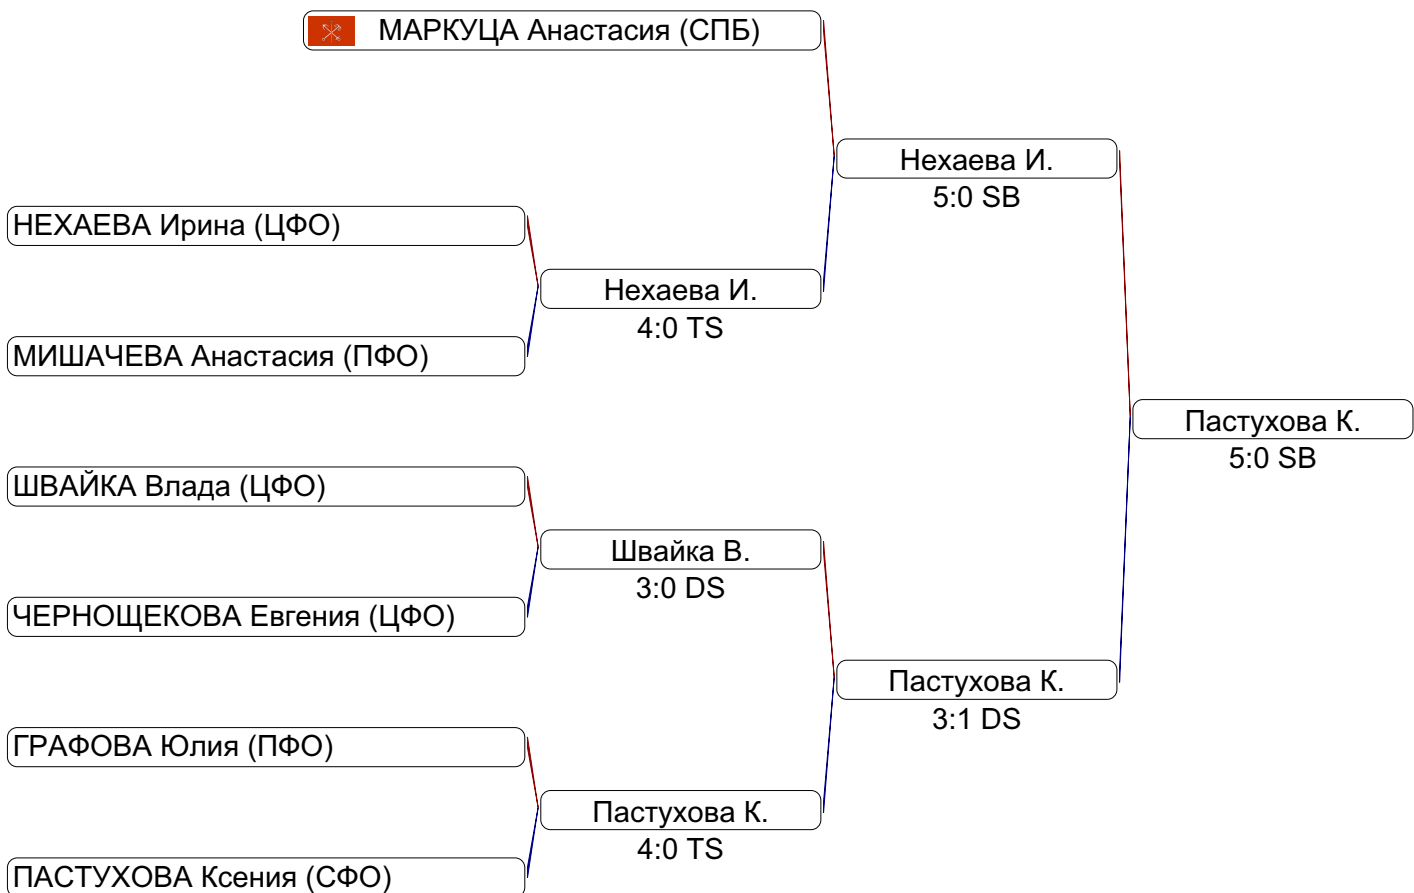 МАРКУЦА Анастасия (СПБ)
Нехаева И.
5:0 SB
НЕХАЕВА Ирина (ЦФО)
Нехаева И.
4:0 TS
МИШАЧЕВА Анастасия (ПФО)
Пастухова К.
5:0 SB
ШВАЙКА Влада (ЦФО)
Швайка В.
3:0 DS
ЧЕРНОЩЕКОВА Евгения (ЦФО)
Пастухова К.
3:1 DS
ГРАФОВА Юлия (ПФО)
Пастухова К.
4:0 TS
ПАСТУХОВА Ксения (СФО)